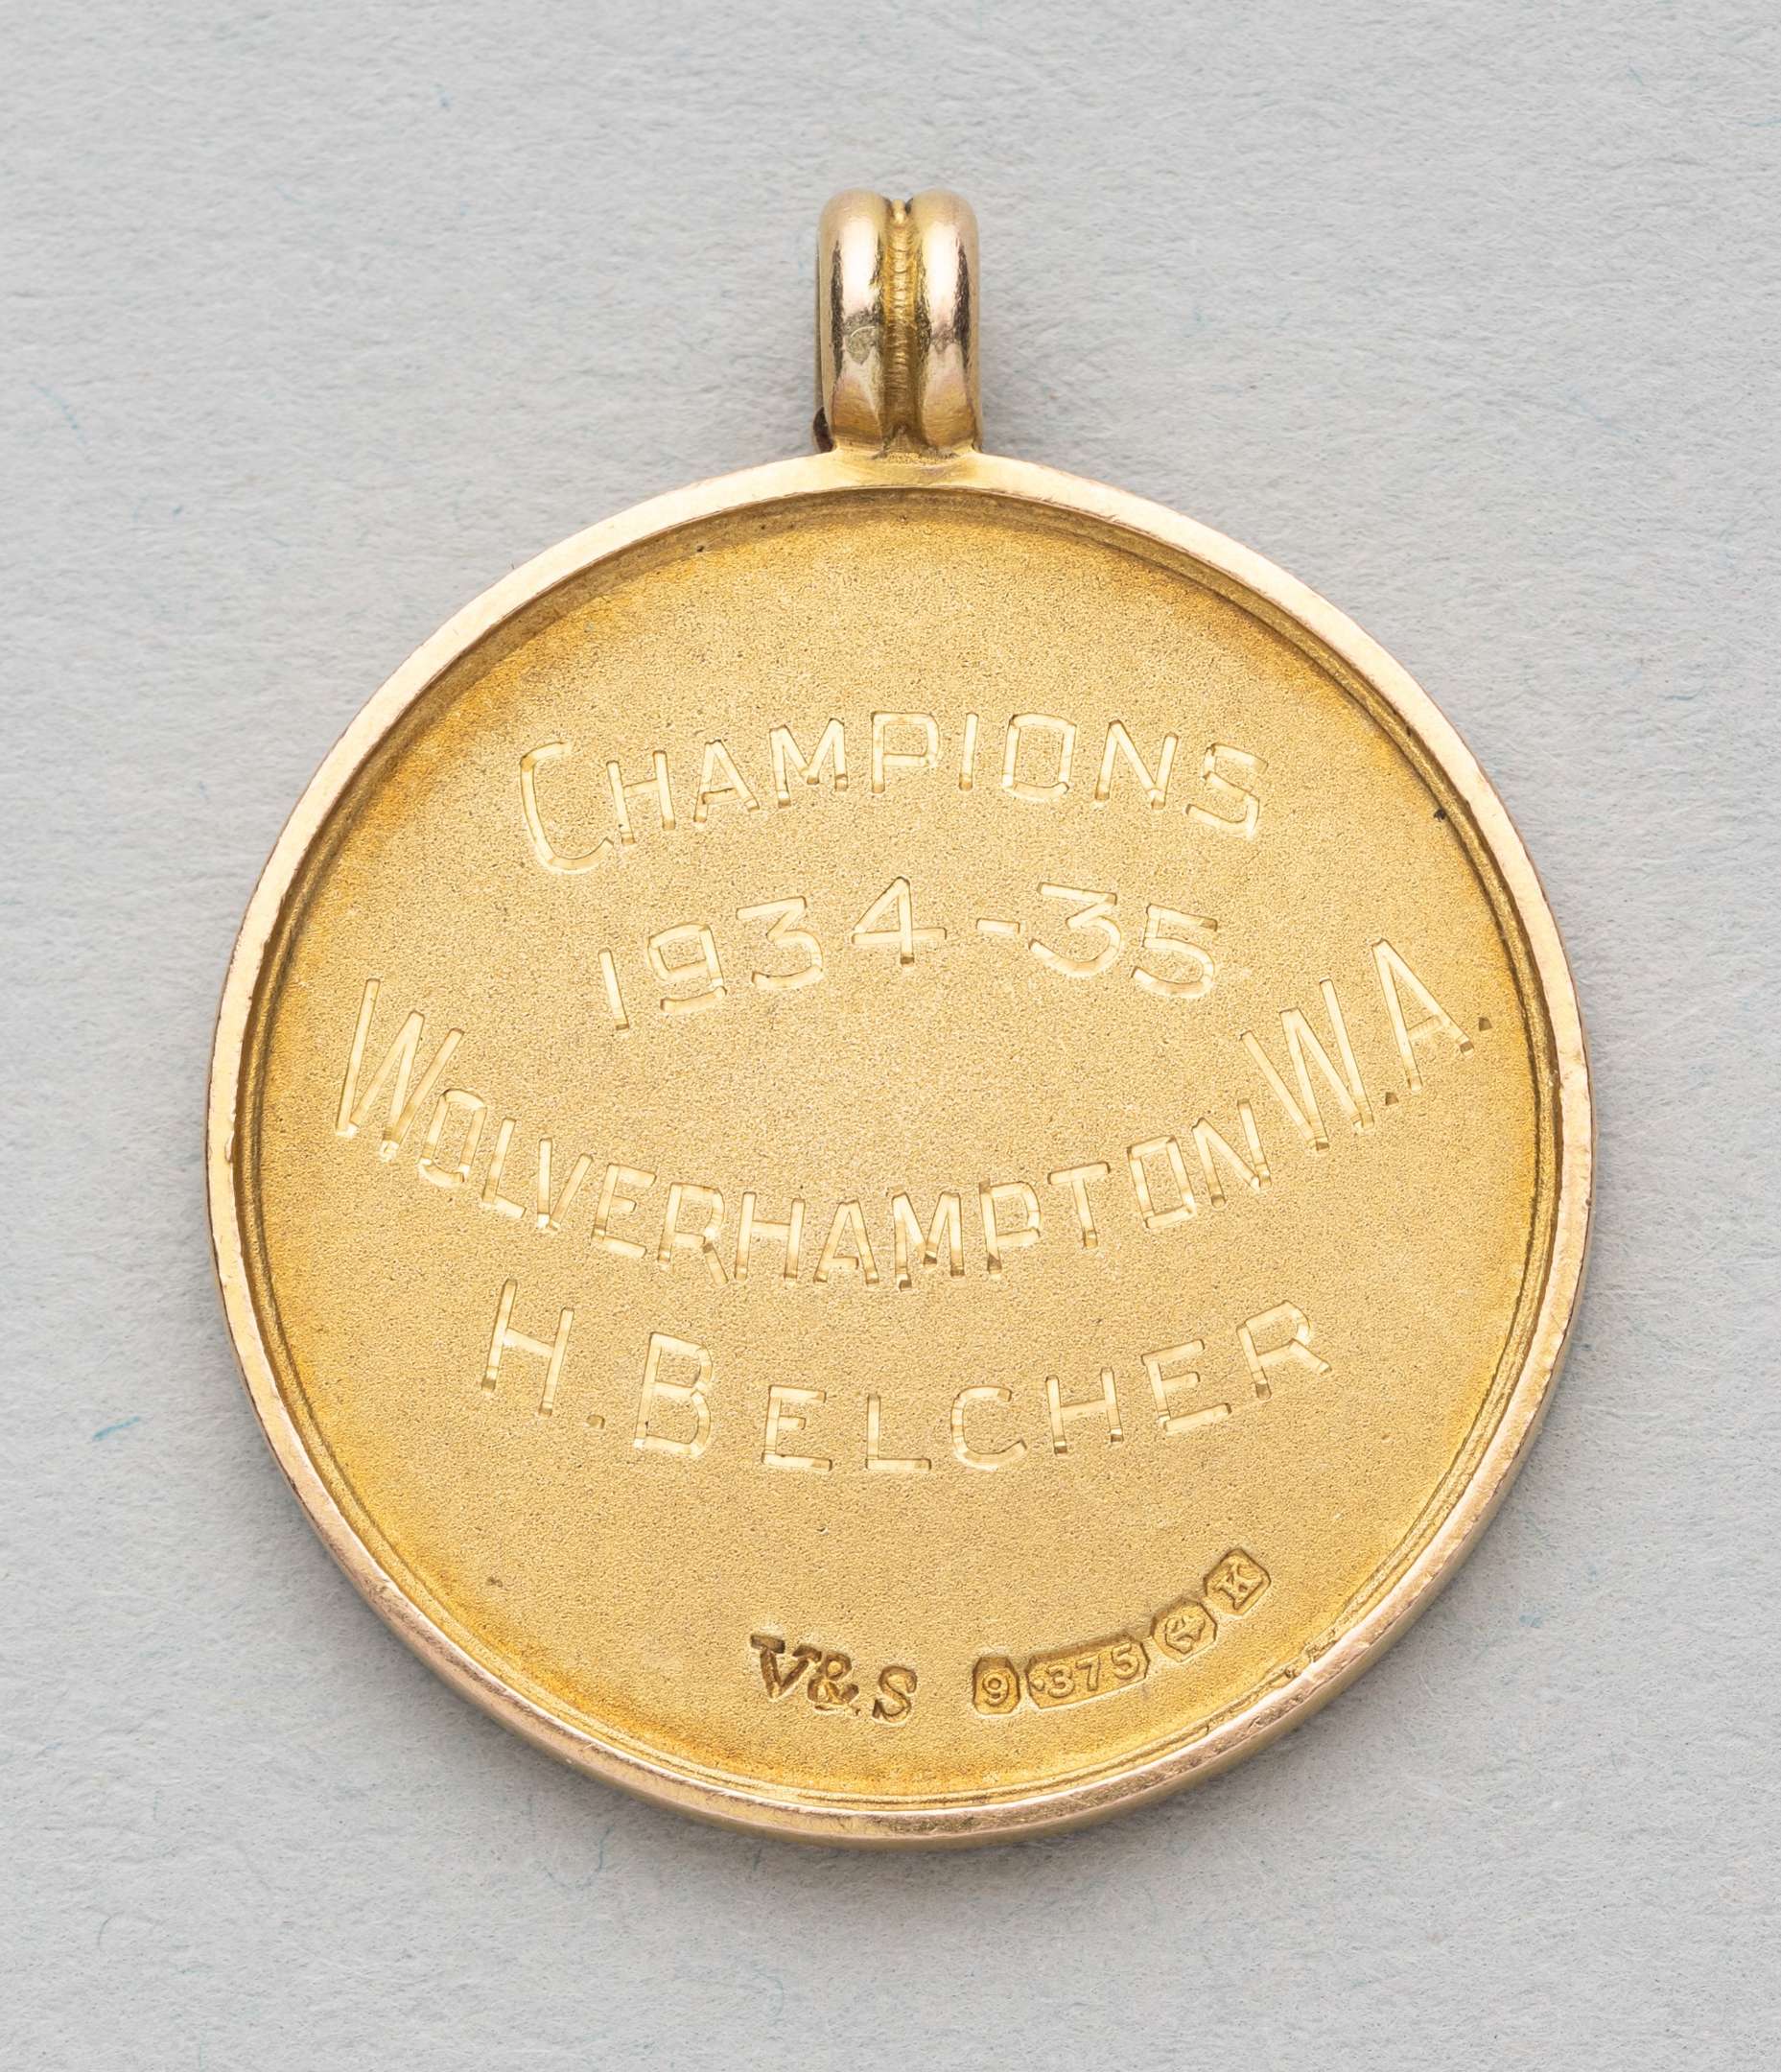 CHAMPIONS
1934-35
WOLVERHAMPTON W.A.
H. BELCHER
V&S 9 .375 K